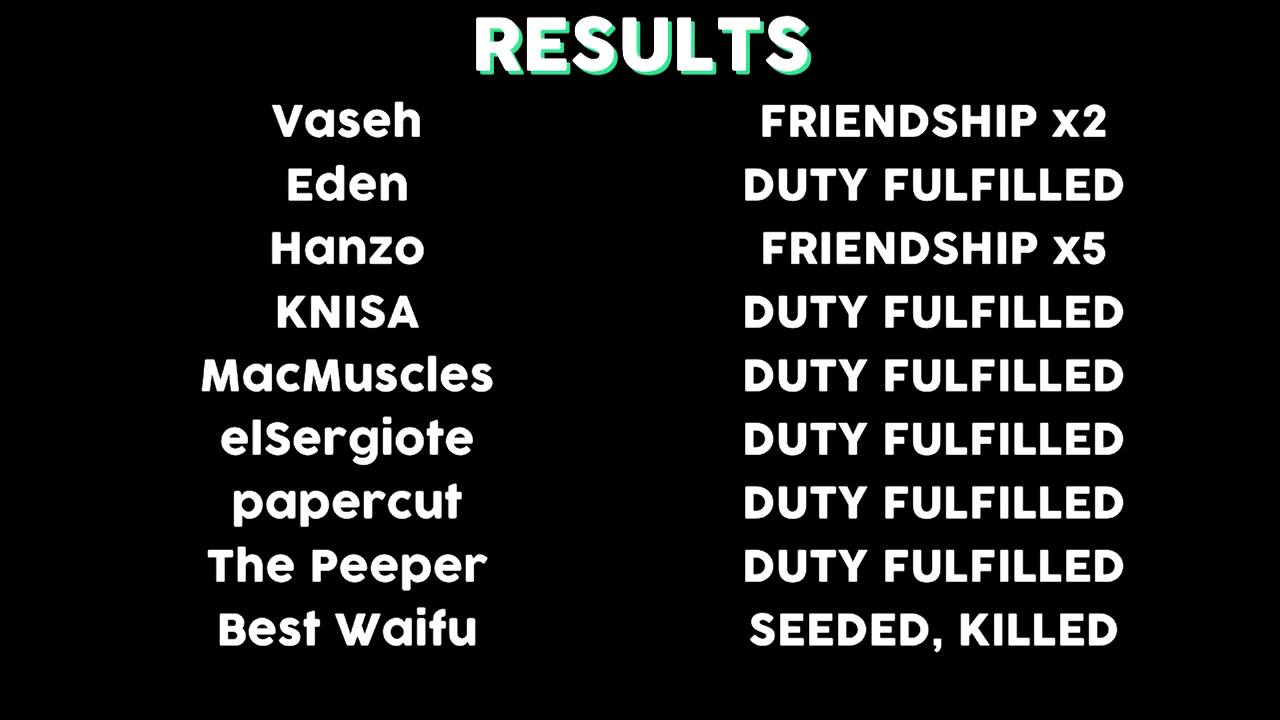 RESULTS
Vaseh FRIENDSHIP x2
Eden DUTY FULFILLED
Hanzo FRIENDSHIP x5
KNISA DUTY FULFILLED
MacMuscles DUTY FULFILLED
elSergiote DUTY FULFILLED
papercut DUTY FULFILLED
The Peeper DUTY FULFILLED
Best Waifu SEEDED, KILLED